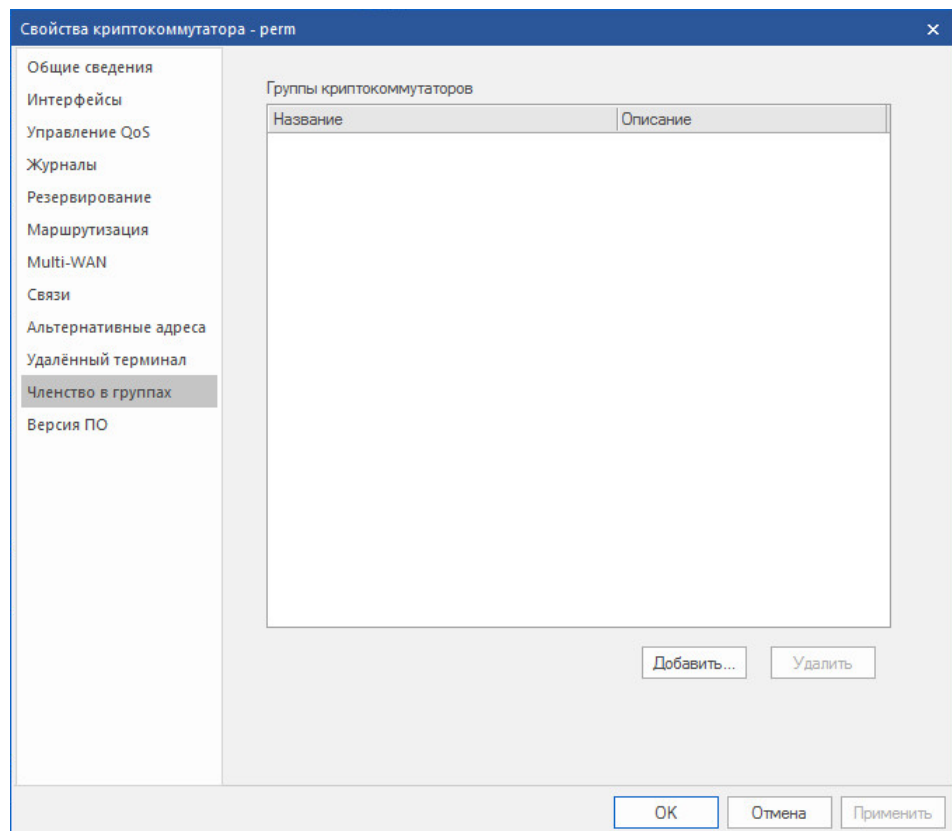 Свойства криптокоммутатора - perm
Общие сведения
Интерфейсы
Управление QoS
Журналы
Резервирование
Маршрутизация
Multi-WAN
Связи
Альтернативные адреса
Удалённый терминал
Членство в группах
Версия ПО
Группы криптокоммутаторов
Название Описание
Добавить... Удалить
OK Отмена Применить